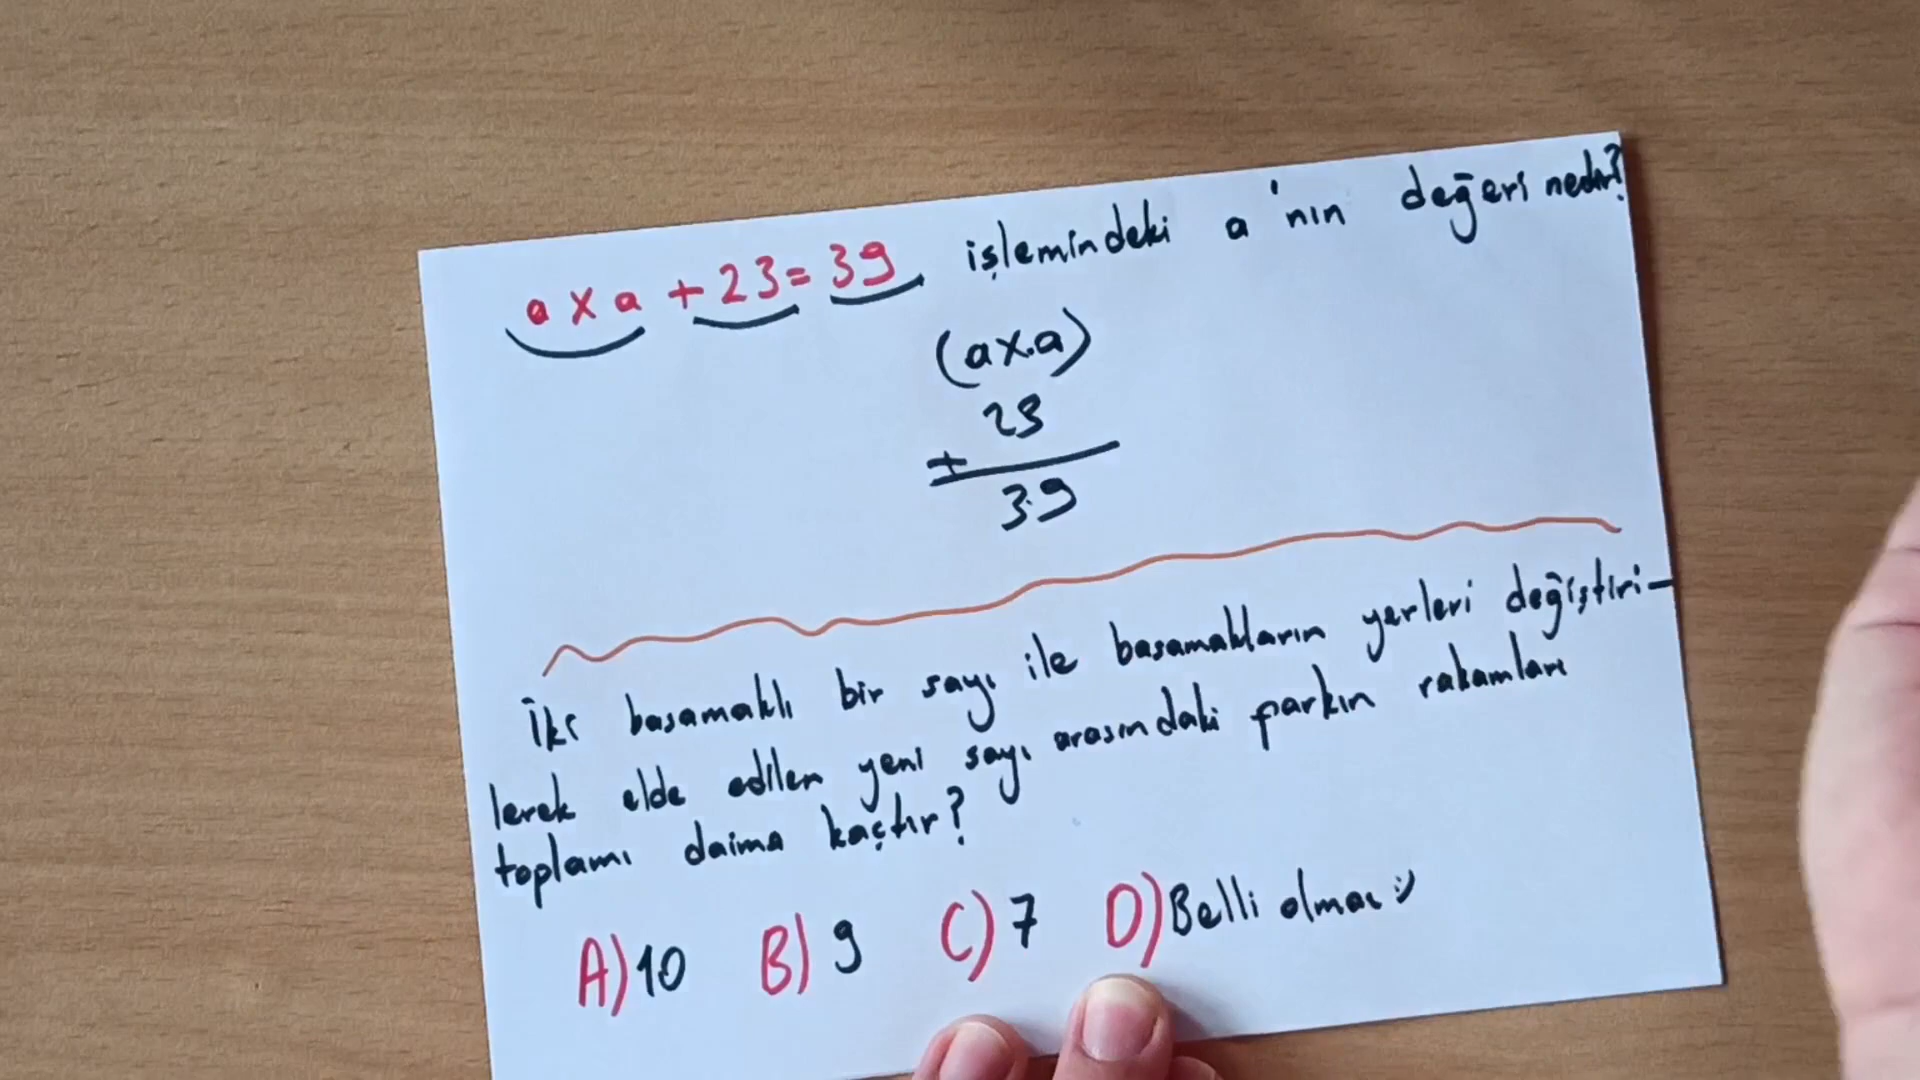 a x a + 23 = 39 işlemindeki a'nın değeri nedir?
(a x a)
23
+
39
İki basamaklı bir sayı ile basamakların yerleri değiştiri-
lerek elde edilen yeni sayı arasındaki farkın rakamları
toplamı daima kaçtır?
A) 10 B) 9 C) 7 D) Belli olmaz :)